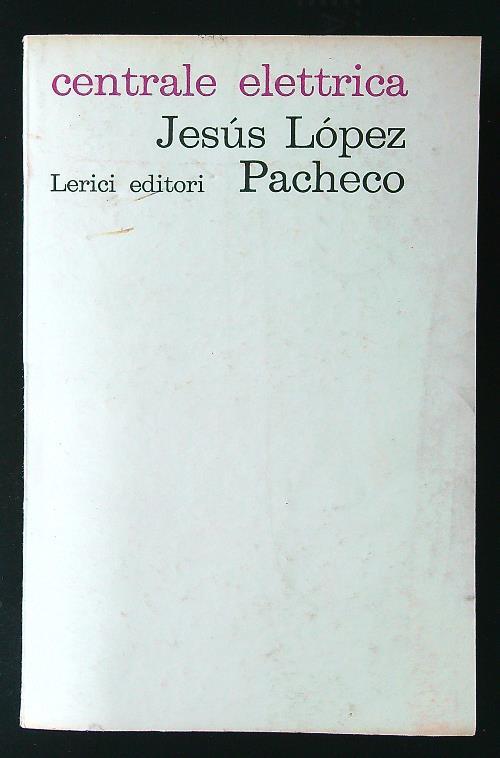 centrale elettrica
Jesús López
Lerici editori Pacheco